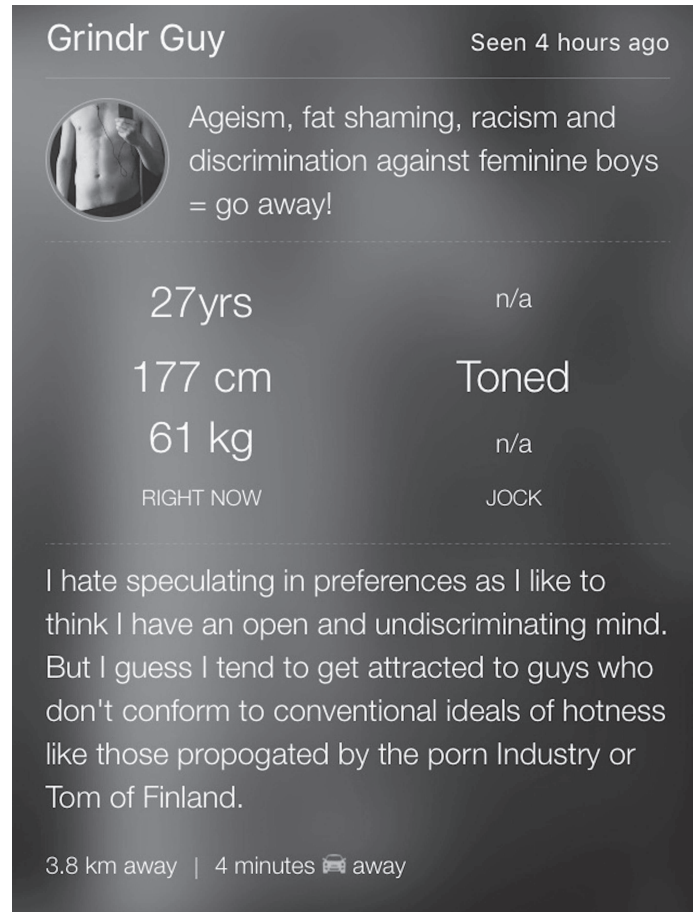 Grindr Guy
Seen 4 hours ago
Ageism, fat shaming, racism and
discrimination against feminine boys
= go away!
27yrs
n/a
177 cm
Toned
61 kg
n/a
RIGHT NOW
JOCK
I hate speculating in preferences as I like to
think I have an open and undiscriminating mind.
But I guess I tend to get attracted to guys who
don't conform to conventional ideals of hotness
like those propogated by the porn Industry or
Tom of Finland.
3.8 km away | 4 minutes 🚘 away